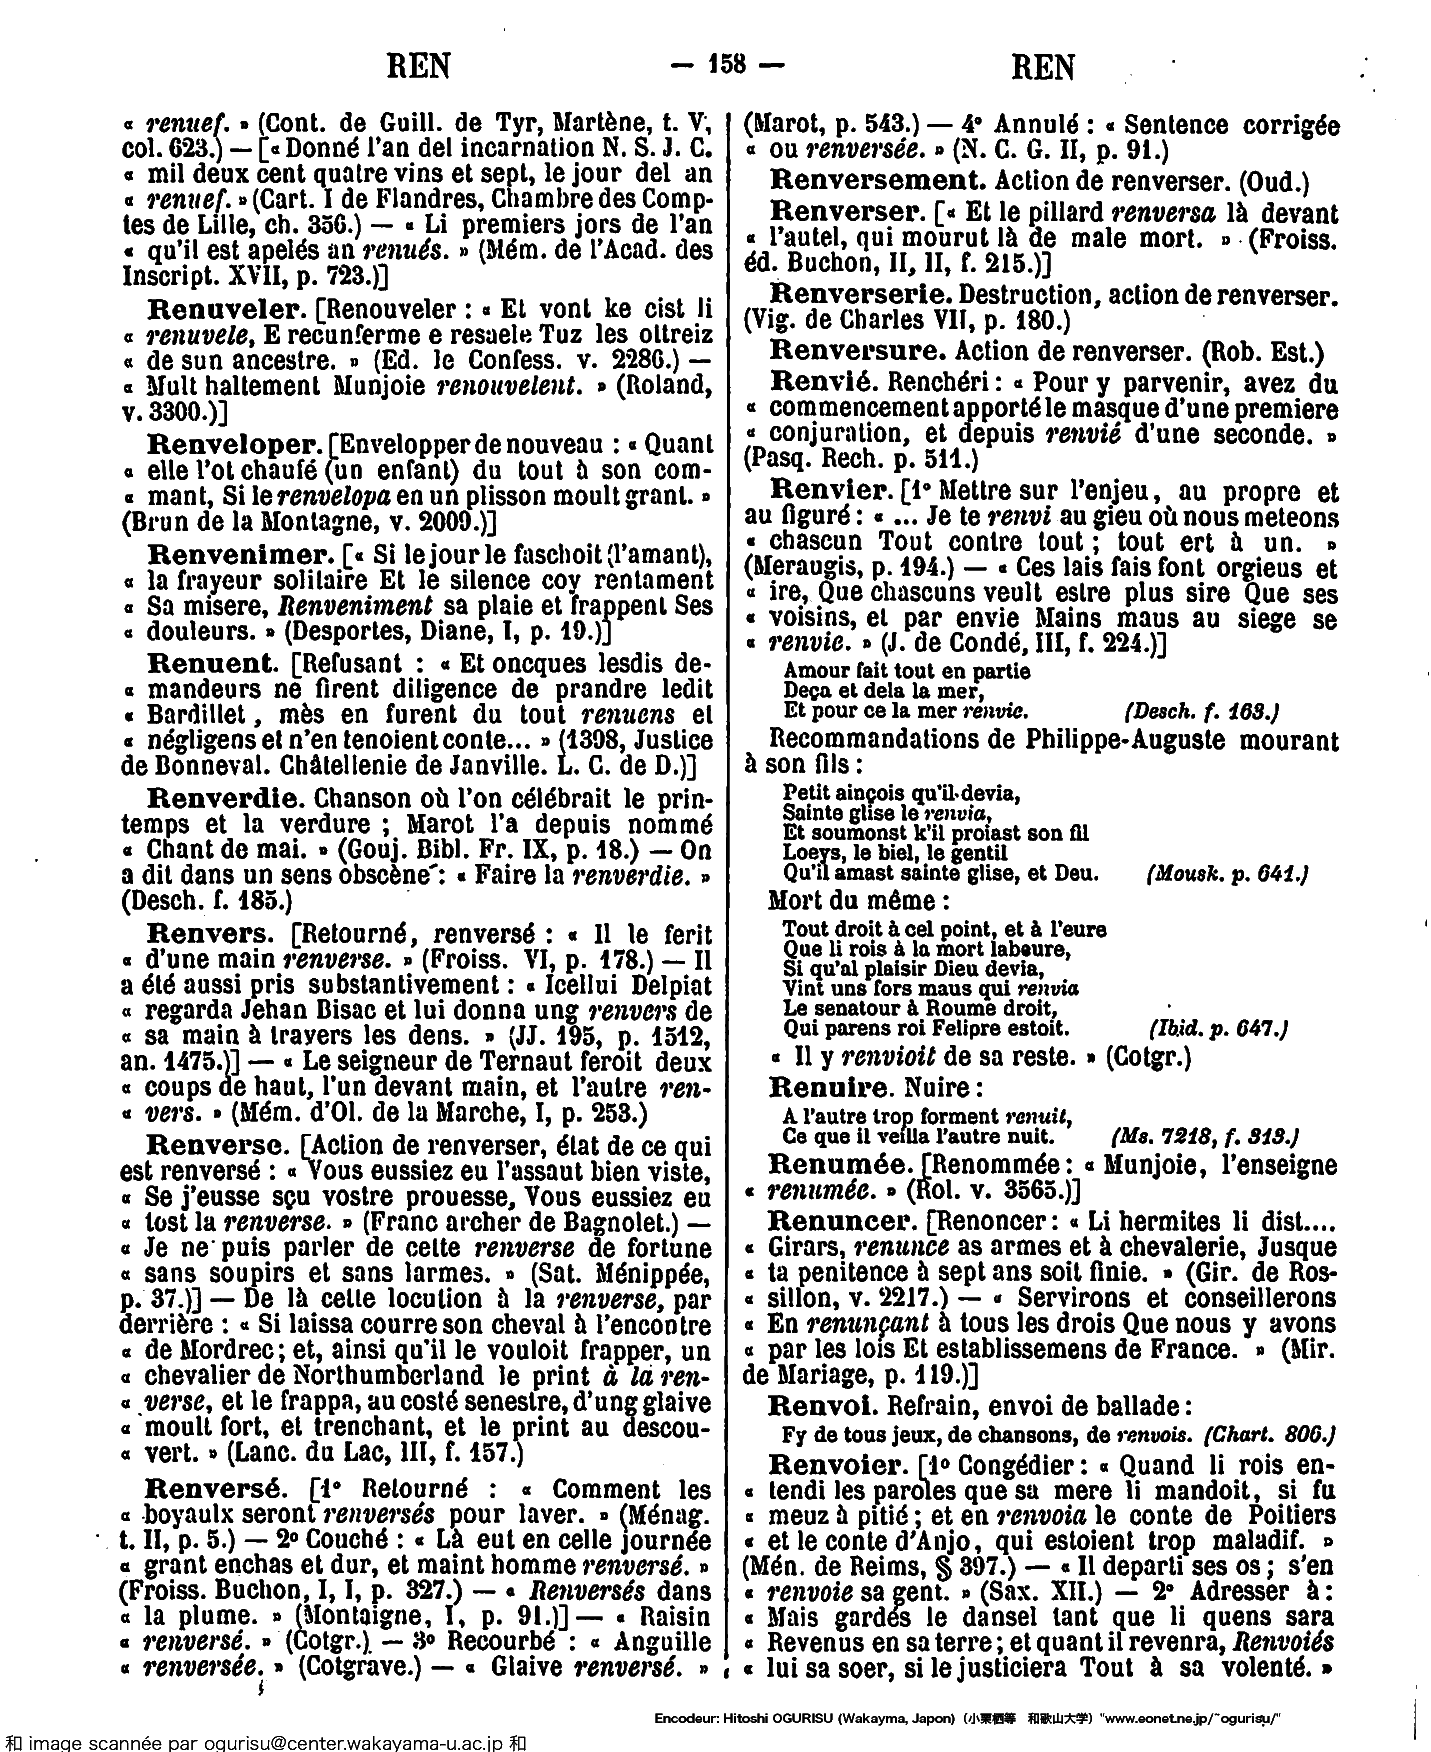 REN — 158 — REN
« renuef. » (Cont. de Guill. de Tyr, Martène, t. V,
col. 623.) — [« Donné l'an del incarnation N. S. J. C.
« mil deux cent quatre vins et sept, le jour del an
« renuef. » (Cart. I de Flandres, Chambre des Comp-
tes de Lille, ch. 356.) — « Li premiers jors de l'an
« qu'il est apelés an renués. » (Mém. de l'Acad. des
Inscript. XVII, p. 723.)]
Renuveler. [Renouveler : « Et vont ke cist li
« renuvele, E recunferme e resaele Tuz les oltreiz
« de sun ancestre. » (Ed. le Confess. v. 2286.) —
« Mult haltement Munjoie renouvelent. » (Roland,
v. 3300.)]
Renveloper. [Envelopper de nouveau : « Quant
« elle l'ot chaufé (un enfant) du tout à son com-
« mant, Si le renvelopa en un plisson moult grant. »
(Brun de la Montagne, v. 2009.)]
Renvenimer. [« Si le jour le faschoit (l'amant),
« la frayeur solitaire Et le silence coy rentament
« Sa misere, Renveniment sa plaie et frappent Ses
« douleurs. » (Desportes, Diane, I, p. 19.)]
Renuent. [Refusant : « Et oncques lesdis de-
« mandeurs ne firent diligence de prandre ledit
« Bardillet, mès en furent du tout renuens et
« négligens et n'en tenoient conte... » (1398, Justice
de Bonneval. Châtellenie de Janville. L. C. de D.)]
Renverdie. Chanson où l'on célébrait le prin-
temps et la verdure ; Marot l'a depuis nommé
« Chant de mai. » (Gouj. Bibl. Fr. IX, p. 18.) — On
a dit dans un sens obscène : « Faire la renverdie. »
(Desch. f. 185.)
Renvers. [Retourné, renversé : « Il le ferit
« d'une main renverse. » (Froiss. VI, p. 178.) — Il
a été aussi pris substantivement : « Icellui Delpiat
« regarda Jehan Bisac et lui donna ung renvers de
« sa main à travers les dens. » (JJ. 195, p. 1512,
an. 1475.)] — « Le seigneur de Ternaut feroit deux
« coups de haut, l'un devant main, et l'autre ren-
« vers. » (Mém. d'Ol. de la Marche, I, p. 253.)
Renverse. [Action de renverser, état de ce qui
est renversé : « Vous eussiez eu l'assaut bien viste,
« Se j'eusse sçu vostre prouesse, Vous eussiez eu
« tost la renverse. » (Franc archer de Bagnolet.) —
« Je ne puis parler de cette renverse de fortune
« sans soupirs et sans larmes. » (Sat. Ménippée,
p. 37.)] — De là cette locution à la renverse, par
derrière : « Si laissa courre son cheval à l'encontre
« de Mordrec ; et, ainsi qu'il le vouloit frapper, un
« chevalier de Northumberland le print à la ren-
« verse, et le frappa, au costé senestre, d'ung glaive
« moult fort, et trenchant, et le print au descou-
« vert. » (Lanc. du Lac, III, f. 157.)
Renversé. [1° Retourné : « Comment les
« boyaulx seront renversés pour laver. » (Ménag.
t. II, p. 5.) — 2° Couché : « Là eut en celle journée
« grant enchas et dur, et maint homme renversé. »
(Froiss. Buchon, I, I, p. 327.) — « Renversés dans
« la plume. » (Montaigne, I, p. 91.)] — « Raisin
« renversé. » (Cotgr.) — 3° Recourbé : « Anguille
« renversée. » (Cotgrave.) — « Glaive renversé. »
(Marot, p. 543.) — 4° Annulé : « Sentence corrigée
« ou renversée. » (N. C. G. II, p. 91.)
Renversement. Action de renverser. (Oud.)
Renverser. [« Et le pillard renversa là devant
« l'autel, qui mourut là de male mort. » (Froiss.
éd. Buchon, II, II, f. 215.)]
Renverserie. Destruction, action de renverser.
(Vig. de Charles VII, p. 180.)
Renversure. Action de renverser. (Rob. Est.)
Renvié. Renchéri : « Pour y parvenir, avez du
« commencement apporté le masque d'une premiere
« conjuration, et depuis renvié d'une seconde. »
(Pasq. Rech. p. 511.)
Renvier. [1° Mettre sur l'enjeu, au propre et
au figuré : « ... Je te renvi au gieu où nous meteons
« chascun Tout contre tout ; tout ert à un. »
(Meraugis, p. 194.) — « Ces lais fais font orgieus et
« ire, Que chascuns veult estre plus sire Que ses
« voisins, et par envie Mains maus au siege se
« renvie. » (J. de Condé, III, f. 224.)]
Amour fait tout en partie
Deça et dela la mer,
Et pour ce la mer renvie. (Desch. f. 163.)
Recommandations de Philippe-Auguste mourant
à son fils :
Petit ainçois qu'il devia,
Sainte glise le renvia,
Et soumonst k'il proiast son fil
Loeys, le biel, le gentil
Qu'il amast sainte glise, et Deu. (Mousk. p. 641.)
Mort du même :
Tout droit à cel point, et à l'eure
Que li rois à la mort labeure,
Si qu'al plaisir Dieu devia,
Vint uns fors maus qui renvia
Le senatour à Roume droit,
Qui parens roi Felipre estoit. (Ibid. p. 647.)
« Il y renvioit de sa reste. » (Cotgr.)
Renuire. Nuire :
A l'autre trop forment renuit,
Ce que il veilla l'autre nuit. (Ms. 7218, f. 313.)
Renumée. [Renommée : « Munjoie, l'enseigne
« renumée. » (Rol. v. 3565.)]
Renuncer. [Renoncer : « Li hermites li dist....
« Girars, renunce as armes et à chevalerie, Jusque
« ta penitence à sept ans soit finie. » (Gir. de Ros-
« sillon, v. 2217.) — « Servirons et conseillerons
« En renunçant à tous les drois Que nous y avons
« par les lois Et establissemens de France. » (Mir.
de Mariage, p. 119.)]
Renvoi. Refrain, envoi de ballade :
Fy de tous jeux, de chansons, de renvois. (Chart. 806.)
Renvoier. [1° Congédier : « Quand li rois en-
« tendi les paroles que sa mere li mandoit, si fu
« meuz à pitié ; et en renvoia le conte de Poitiers
« et le conte d'Anjo, qui estoient trop maladif. »
(Mén. de Reims, § 397.) — « Il departi ses os ; s'en
« renvoie sa gent. » (Sax. XII.) — 2° Adresser à :
« Mais gardés le dansel tant que li quens sara
« Revenus en sa terre ; et quant il revenra, Renvoiés
« lui sa soer, si le justiciera Tout à sa volenté. »
Encodeur: Hitoshi OGURISU (Wakayma, Japon) (小栗栖等 和歌山大学) "www.eonet.ne.jp/~ogurisu/"
和 image scannée par ogurisu@center.wakayama-u.ac.jp 和